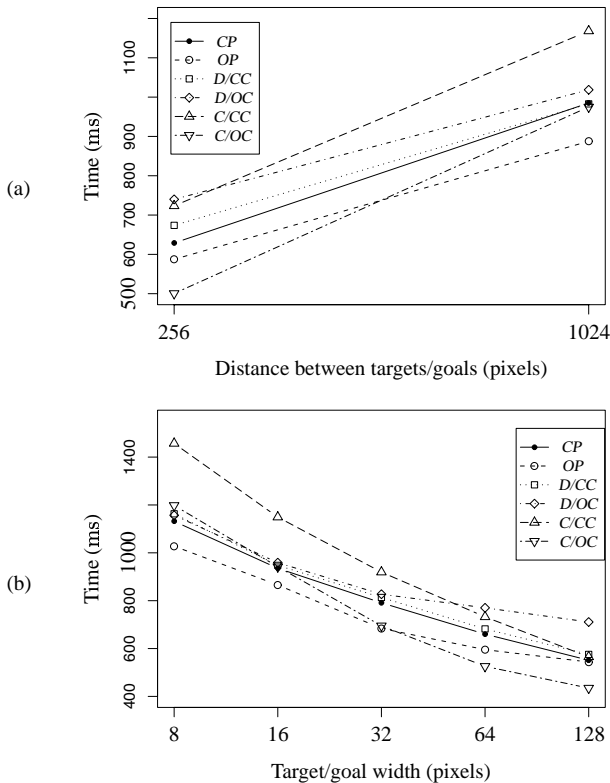 (a)
Time (ms)
1100
1000
900
800
700
600
500
CP
OP
D/CC
D/OC
C/CC
C/OC
256
1024
Distance between targets/goals (pixels)
(b)
Time (ms)
1400
1000
800
600
400
CP
OP
D/CC
D/OC
C/CC
C/OC
8
16
32
64
128
Target/goal width (pixels)